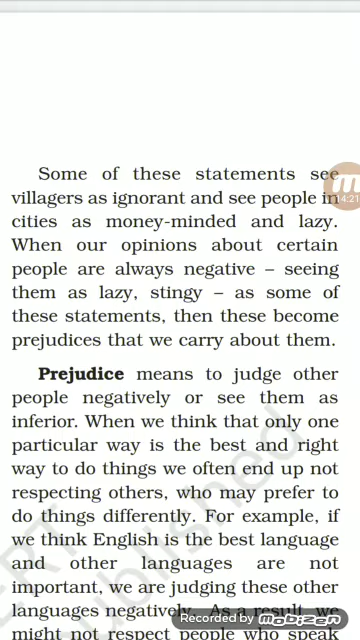 Some of these statements see
villagers as ignorant and see people in
cities as money-minded and lazy.
When our opinions about certain
people are always negative – seeing
them as lazy, stingy – as some of
these statements, then these become
prejudices that we carry about them.
Prejudice means to judge other
people negatively or see them as
inferior. When we think that only one
particular way is the best and right
way to do things we often end up not
respecting others, who may prefer to
do things differently. For example, if
we think English is the best language
and other languages are not
important, we are judging these other
languages negatively. As a result, we
might not respect people who speak
14:21
Recorded by mobizen